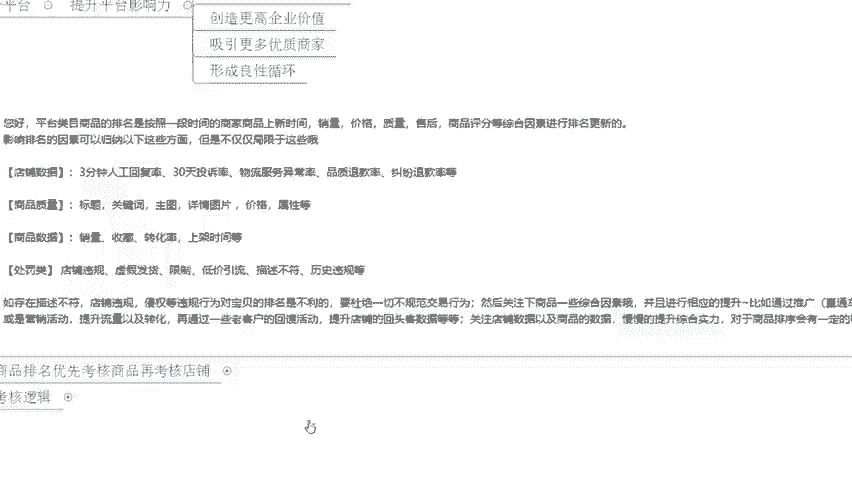 平台
提升平台影响力
创造更高企业价值
吸引更多优质商家
形成良性循环
您好，平台类目商品的排名是按照一段时间的商家商品上新时间，销量，价格，质量，售后，商品评分等综合因素进行排名更新的。
影响排名的因素可以归纳以下这些方面，但是不仅仅局限于这些哦
【店铺数据】：3分钟人工回复率、30天投诉率、物流服务异常率、品质退款率、纠纷退款率等
【商品质量】：标题，关键词，主图，详情图片，价格，属性等
【商品数据】：销量、收藏、转化率，上架时间等
【处罚类】 店铺违规、虚假发货、限制、低价引流、描述不符、历史违规等
如存在描述不符，店铺违规，侵权等违规行为对宝贝的排名是不利的，要杜绝一切不规范交易行为；然后关注下商品一些综合因素哦，并且进行相应的提升~比如通过推广（直通车
或是营销活动，提升流量以及转化，再通过一些老客户的回馈活动，提升店铺的回头客数据等等；关注店铺数据以及商品的数据，慢慢的提升综合实力，对于商品排序会有一定的
商品排名优先考核商品再考核店铺
考核逻辑